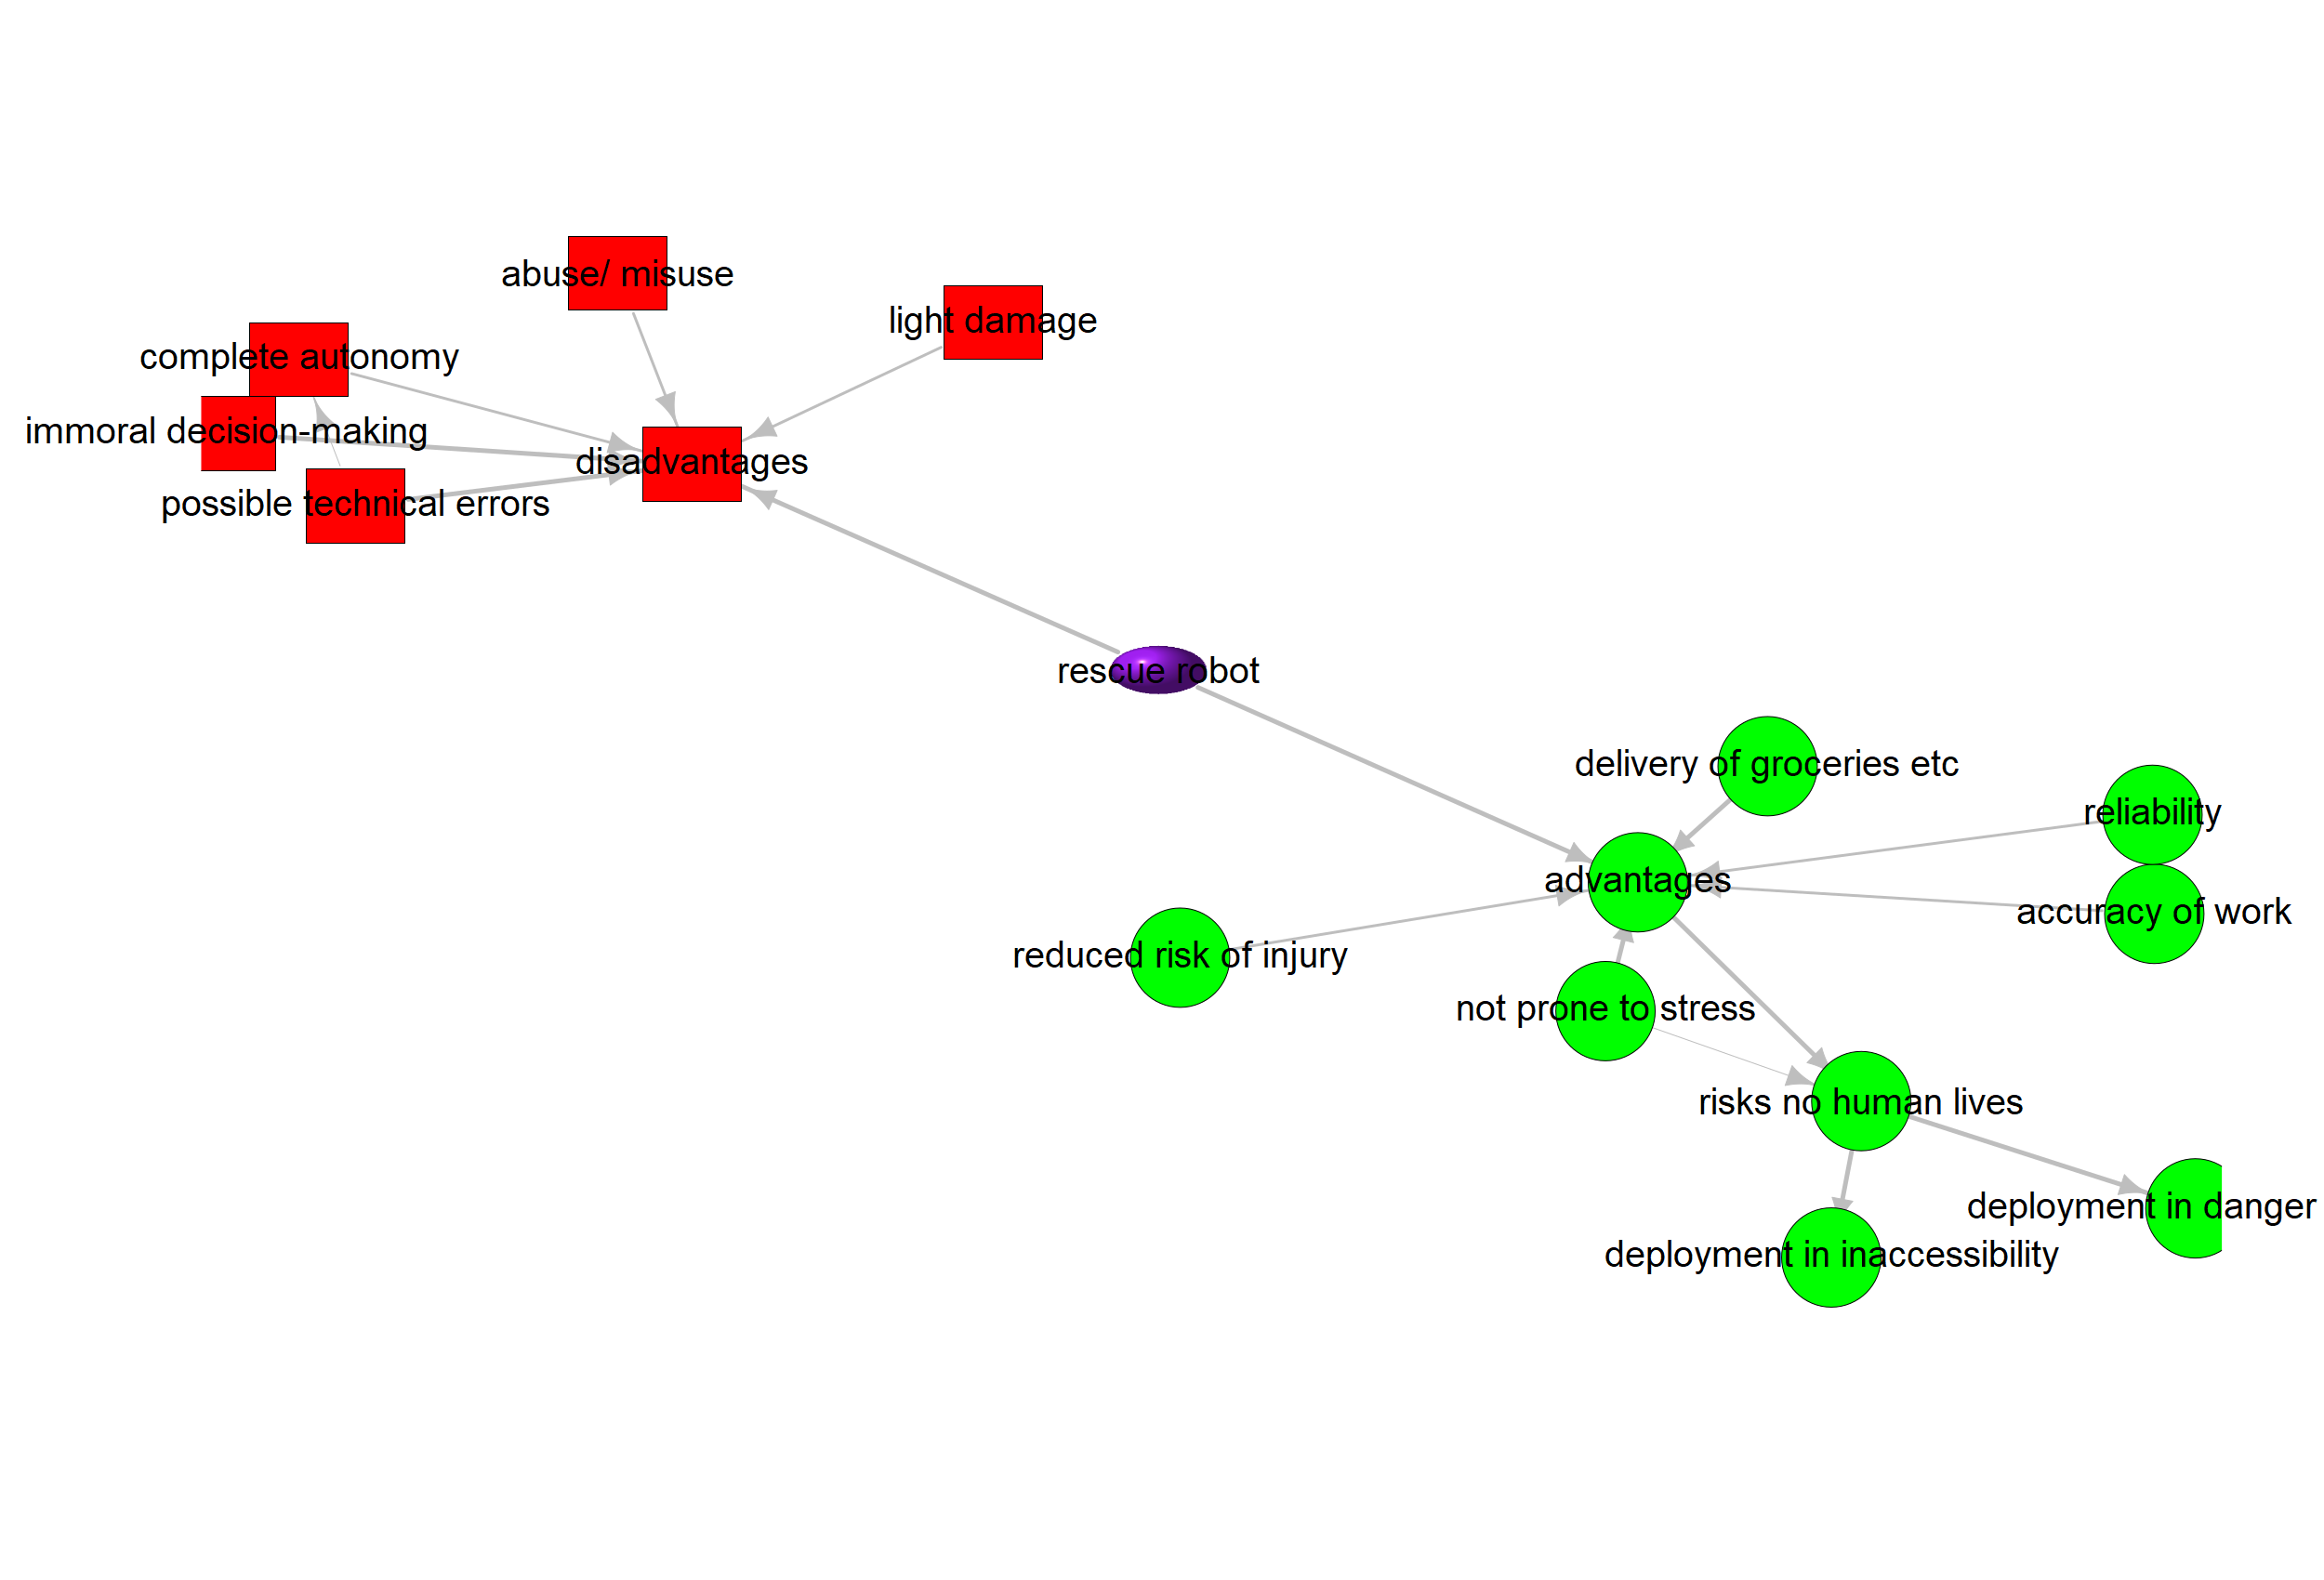 abuse/ misuse
light damage
complete autonomy
immoral decision-making
disadvantages
possible technical errors
rescue robot
delivery of groceries etc
reliability
advantages
accuracy of work
reduced risk of injury
not prone to stress
risks no human lives
deployment in danger
deployment in inaccessibility